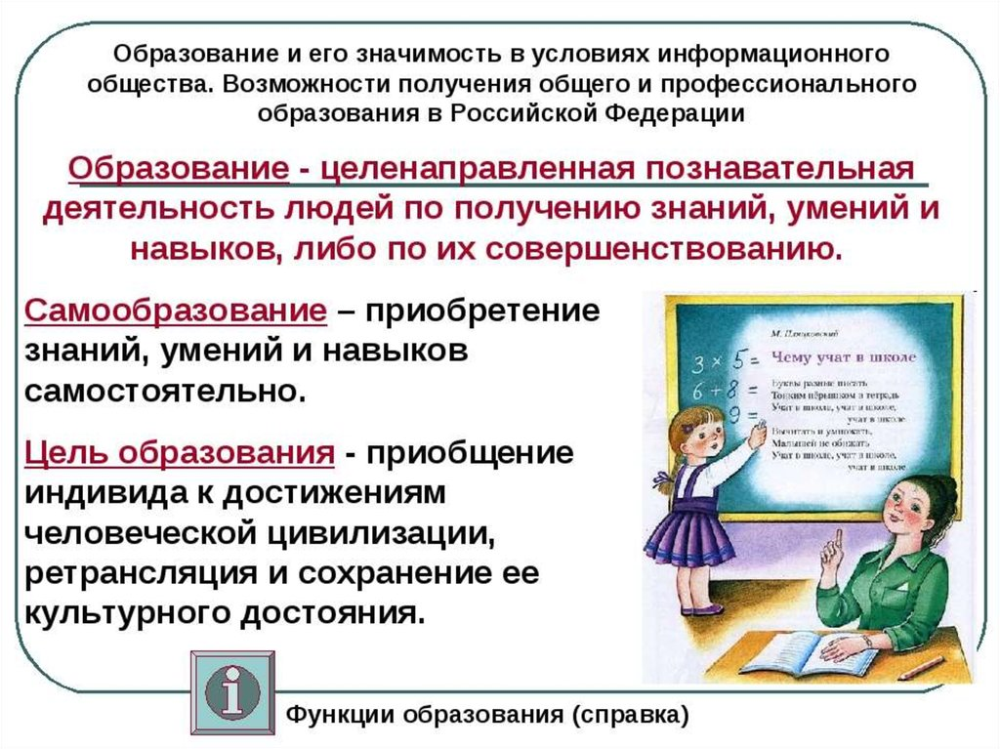 Образование и его значимость в условиях информационного
общества. Возможности получения общего и профессионального
образования в Российской Федерации
Образование - целенаправленная познавательная
деятельность людей по получению знаний, умений и
навыков, либо по их совершенствованию.
Самообразование – приобретение
знаний, умений и навыков
самостоятельно.
Цель образования - приобщение
индивида к достижениям
человеческой цивилизации,
ретрансляция и сохранение ее
культурного достояния.
М. Пляцковский
Чему учат в школе
3 × 5 =
6 + 8 =
9 =
Буквы разные писать
Тонким пёрышком в тетрадь
Учат в школе, учат в школе,
учат в школе.
Вычитать и умножать,
Малышей не обижать
Учат в школе, учат в школе,
учат в школе.
i
Функции образования (справка)